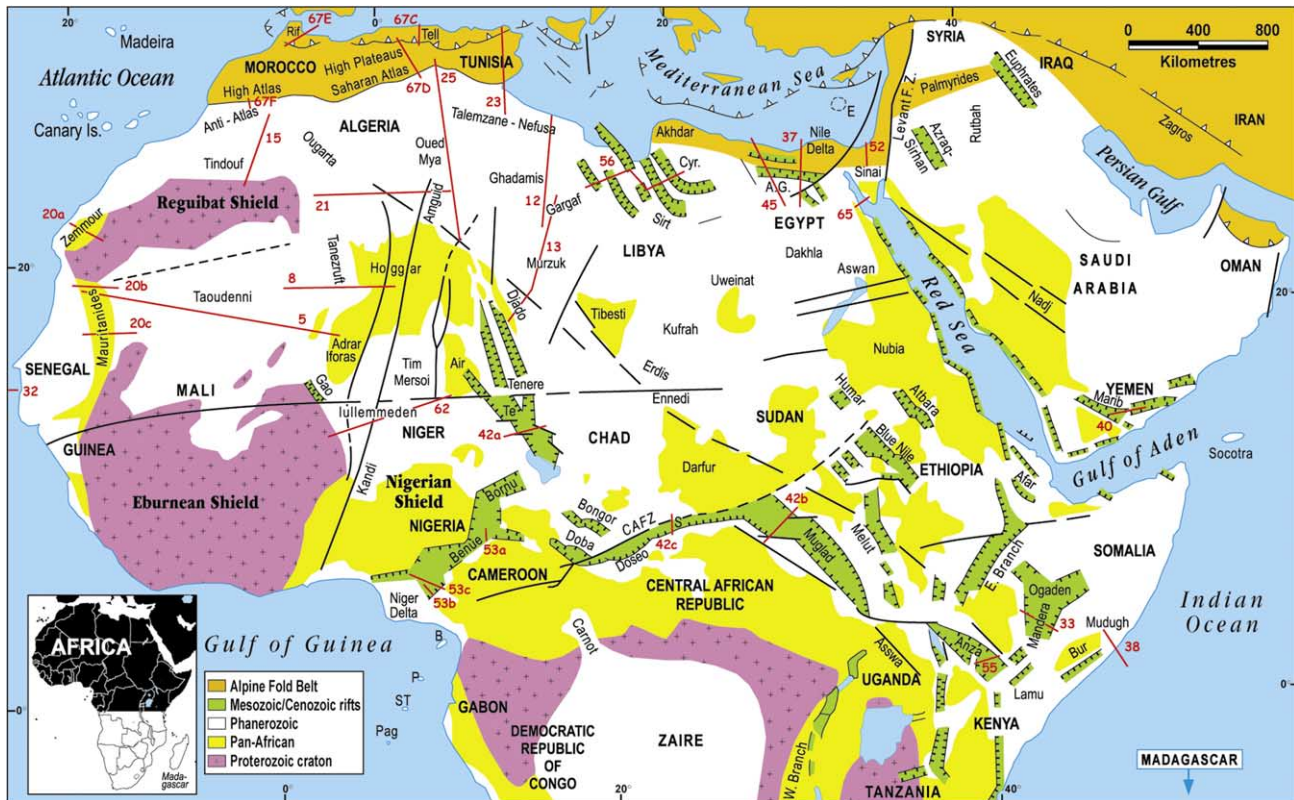 20°
67E
0°
67C
20
40
SYRIA
0 400 800
Kilometres
Madeira
Rif
Tell
Atlantic Ocean
MOROCCO
High Plateaus
TUNISIA
Saharan Atlas
25
67D
Mediterranean Sea
E
Levant F. Z.
Palmyrides
Euphrates
IRAQ
Zagros
IRAN
High Atlas
67F
Anti - Atlas
23
Talemzane - Nefusa
Canary Is.
15
ALGERIA
Ougarta
Oued
Mya
Akhdar
37
Nile
Delta
52
Azraq-
Sirhan
Rutbah
Tindouf
56
Cyr.
Sinai
Persian Gulf
Ghadamis
A.G.
45
Reguibat Shield
21
Amguid
12
Gargaf
Sirt
EGYPT
65
20a
Zemmour
13
LIBYA
Dakhla
SAUDI
ARABIA
OMAN
20°
Tanezruft
Hoggar
Murzuk
Uweinat
Aswan
Red Sea
Nadj
20°
20b
Taoudenni
8
Djado
Tibesti
Kufrah
Mauritanides
20c
5
Adrar
Iforas
Nubia
SENEGAL
Tim
Mersoi
Air
Erdis
32
MALI
Gao
Tenere
Ennedi
Humar
Atbara
YEMEN
Marib
40
Iullemmeden
62
Te
SUDAN
GUINEA
NIGER
42a
CHAD
Blue Nile
Gulf of Aden
Socotra
Kandi
Darfur
ETHIOPIA
Afar
Eburnean Shield
Nigerian
Shield
Bornu
NIGERIA
Bongor
CAFZ
S
42b
Benue
53a
Doba
Doseo
42c
Muglad
Melut
E. Branch
SOMALIA
CAMEROON
CENTRAL AFRICAN
REPUBLIC
Ogaden
53c
53b
Niger
Delta
Mandera
33
Mudugh
38
Indian
Ocean
AFRICA
Gulf of Guinea
B
Carnot
Anza
55
Bur
Asswa
Lamu
UGANDA
P
ST
Pag
GABON
KENYA
0°
0°
Alpine Fold Belt
Mesozoic/Cenozoic rifts
Phanerozoic
Pan-African
Proterozoic craton
DEMOCRATIC
REPUBLIC
OF
CONGO
ZAIRE
W. Branch
TANZANIA
MADAGASCAR
Mada-
gascar
0°
20°
40°